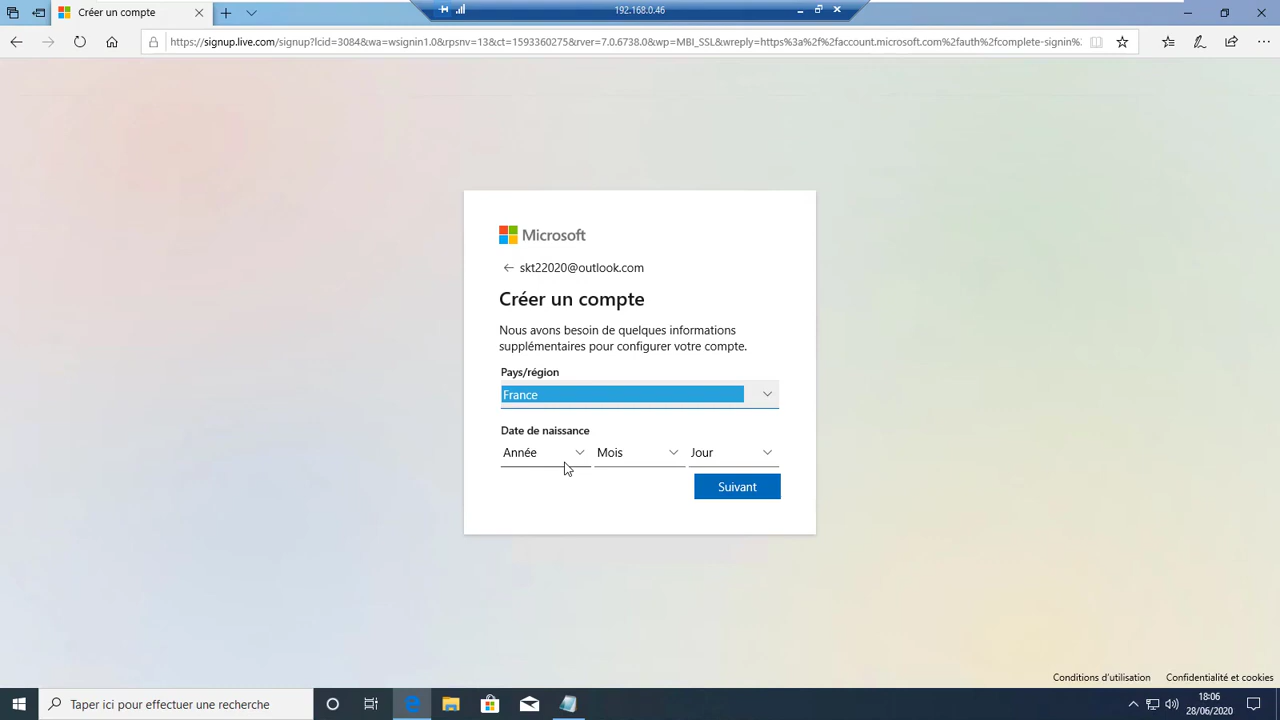 Créer un compte
192.168.0.46
https://signup.live.com/signup?lcid=3084&wa=wsignin1.0&rpsnv=13&ct=1593360275&rver=7.0.6738.0&wp=MBI_SSL&wreply=https%3a%2f%2faccount.microsoft.com%2fauth%2fcomplete-signin%
Microsoft
← skt22020@outlook.com
Créer un compte
Nous avons besoin de quelques informations
supplémentaires pour configurer votre compte.
Pays/région
France
Date de naissance
Année Mois Jour
Suivant
Conditions d'utilisation Confidentialité et cookies
Taper ici pour effectuer une recherche
18:06
28/06/2020